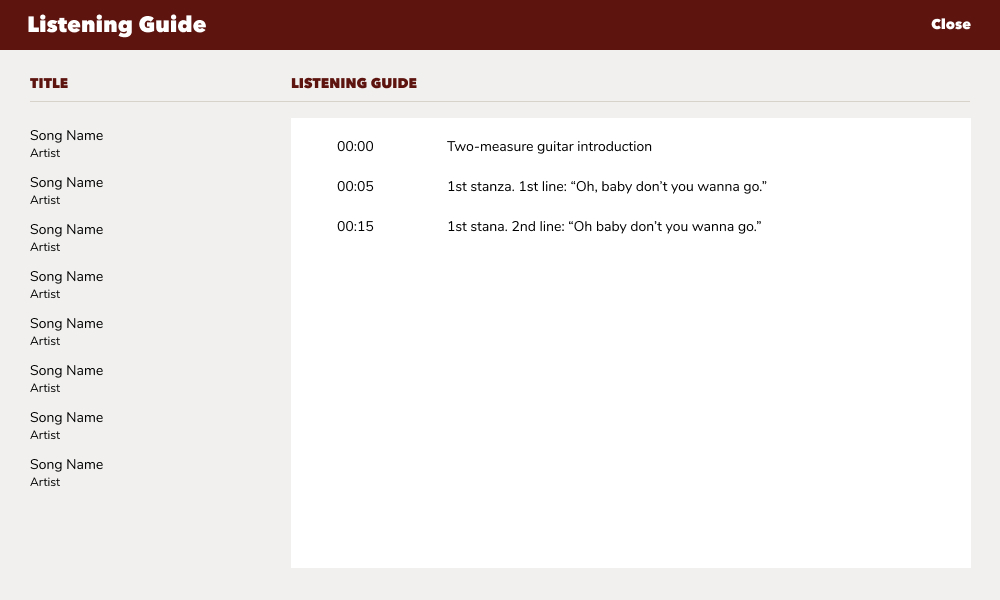 Listening Guide
Close
TITLE
LISTENING GUIDE
Song Name
Artist
Song Name
Artist
Song Name
Artist
Song Name
Artist
Song Name
Artist
Song Name
Artist
Song Name
Artist
Song Name
Artist
00:00 Two-measure guitar introduction
00:05 1st stanza. 1st line: “Oh, baby don’t you wanna go.”
00:15 1st stana. 2nd line: “Oh baby don’t you wanna go.”